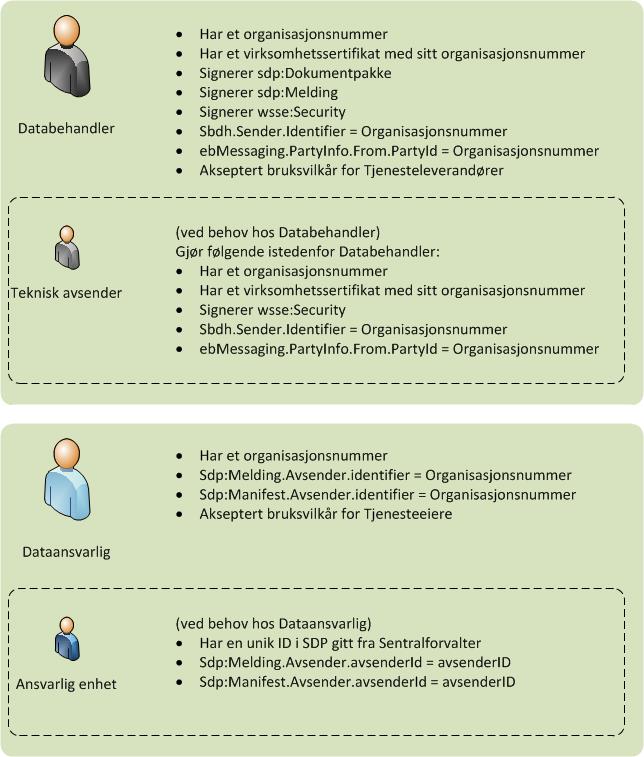 • Har et organisasjonsnummer
• Har et virksomhetssertifikat med sitt organisasjonsnummer
• Signerer sdp:Dokumentpakke
• Signerer sdp:Melding
• Signerer wsse:Security
• Sbdh.Sender.Identifier = Organisasjonsnummer
• ebMessaging.PartyInfo.From.PartyId = Organisasjonsnummer
• Akseptert bruksvilkår for Tjenesteleverandører
Databehandler
(ved behov hos Databehandler)
Gjør følgende istedenfor Databehandler:
• Har et organisasjonsnummer
• Har et virksomhetssertifikat med sitt organisasjonsnummer
• Signerer wsse:Security
• Sbdh.Sender.Identifier = Organisasjonsnummer
• ebMessaging.PartyInfo.From.PartyId = Organisasjonsnummer
Teknisk avsender
• Har et organisasjonsnummer
• Sdp:Melding.Avsender.identifier = Organisasjonsnummer
• Sdp:Manifest.Avsender.identifier = Organisasjonsnummer
• Akseptert bruksvilkår for Tjenesteeiere
Dataansvarlig
(ved behov hos Dataansvarlig)
• Har en unik ID i SDP gitt fra Sentralforvalter
• Sdp:Melding.Avsender.avsenderId = avsenderID
• Sdp:Manifest.Avsender.avsenderId = avsenderID
Ansvarlig enhet